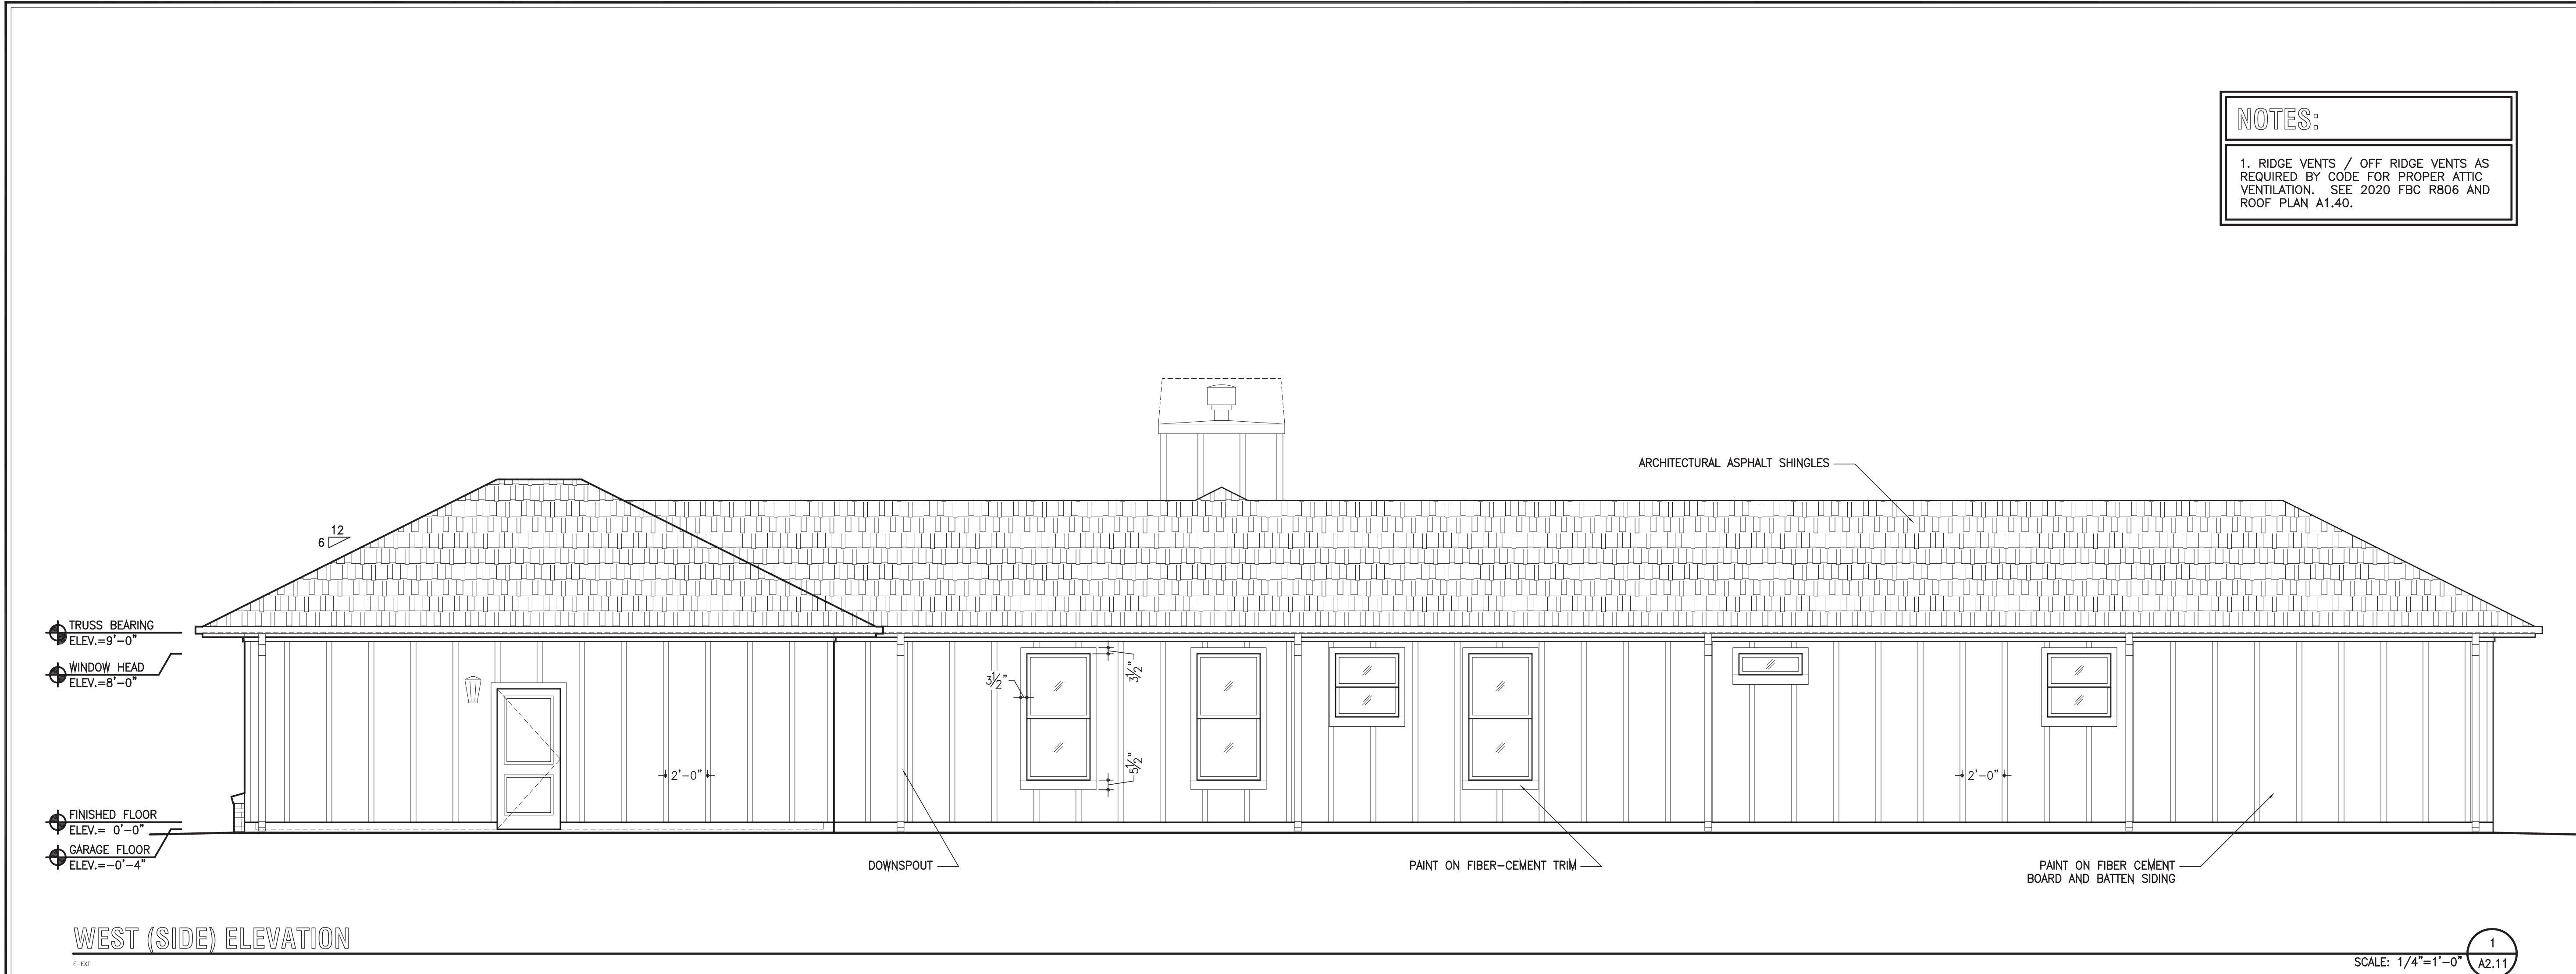 NOTES:
1. RIDGE VENTS / OFF RIDGE VENTS AS
REQUIRED BY CODE FOR PROPER ATTIC
VENTILATION. SEE 2020 FBC R806 AND
ROOF PLAN A1.40.
ARCHITECTURAL ASPHALT SHINGLES
12
6
TRUSS BEARING
ELEV.=9'-0"
WINDOW HEAD
ELEV.=8'-0"
3½"
3½"
5½"
2'-0"
2'-0"
FINISHED FLOOR
ELEV.= 0'-0"
GARAGE FLOOR
ELEV.=-0'-4"
DOWNSPOUT
PAINT ON FIBER-CEMENT TRIM
PAINT ON FIBER CEMENT
BOARD AND BATTEN SIDING
WEST (SIDE) ELEVATION
E-EXT
SCALE: 1/4"=1'-0"
1
A2.11